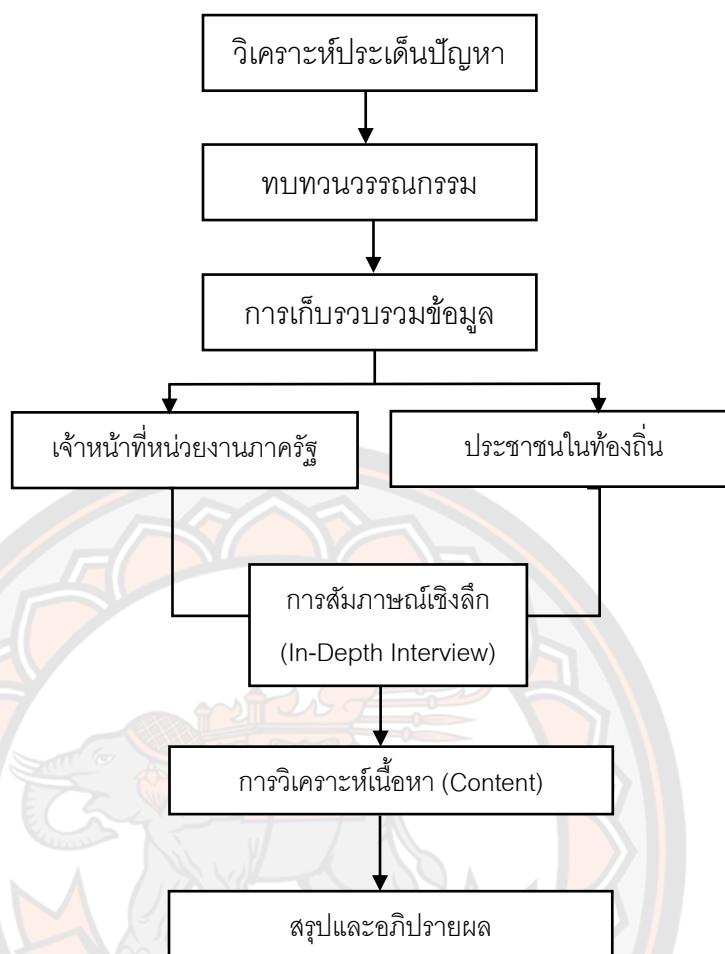 วิเคราะห์ประเด็นปัญหา
ทบทวนวรรณกรรม
การเก็บรวบรวมข้อมูล
เจ้าหน้าที่หน่วยงานภาครัฐ
ประชาชนในท้องถิ่น
การสัมภาษณ์เชิงลึก
(In-Depth Interview)
การวิเคราะห์เนื้อหา (Content)
สรุปและอภิปรายผล